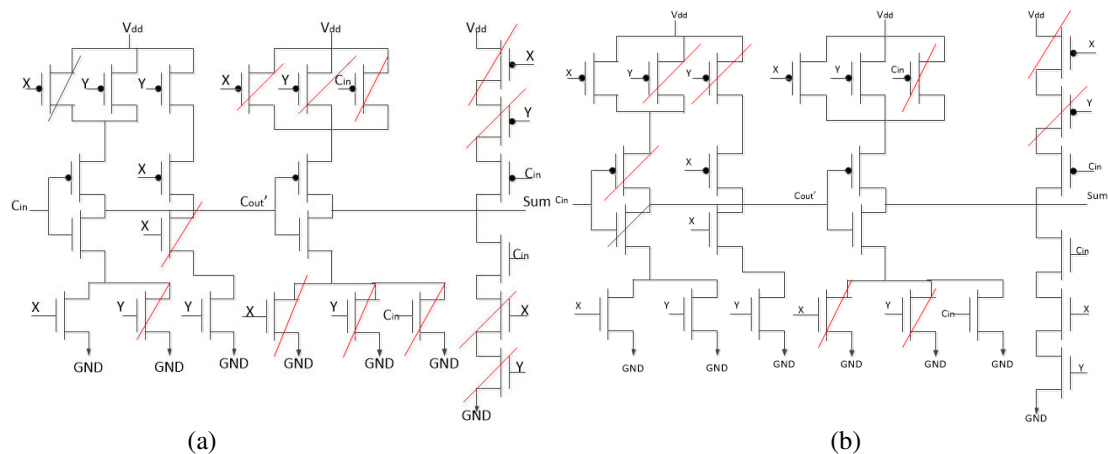 Vdd Vdd Vdd
X Y Y Y Cin X
Y
X Cin
Cin Cout' Sum
X Cin
X Y Y X Y Cin X
Y
GND GND GND GND GND GND
GND
(a)
Vdd Vdd Vdd
X Y Y X Y Cin X
Y
X Cin
Cin Cout' Sum
X Cin
X Y Y X Y Cin X
Y
GND GND GND GND GND GND
GND
(b)